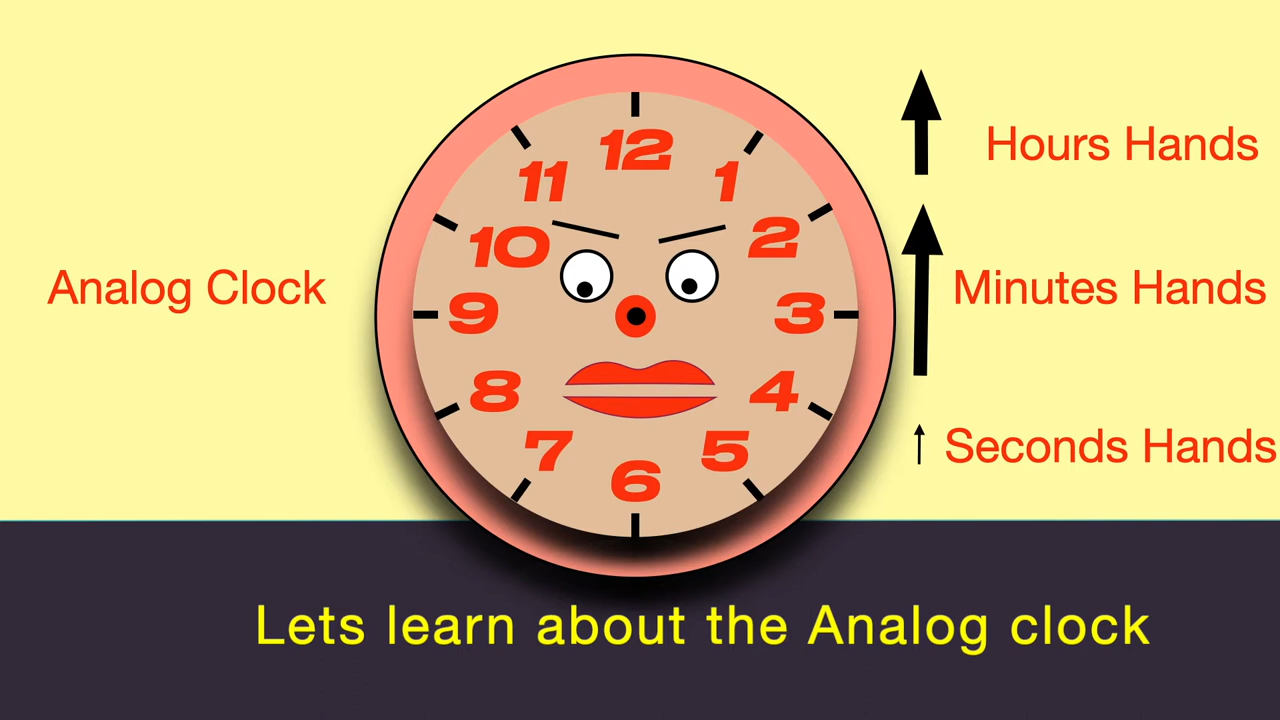 12
11
1
10
2
9
3
8
4
7
5
6
Analog Clock
Hours Hands
Minutes Hands
Seconds Hands
Lets learn about the Analog clock